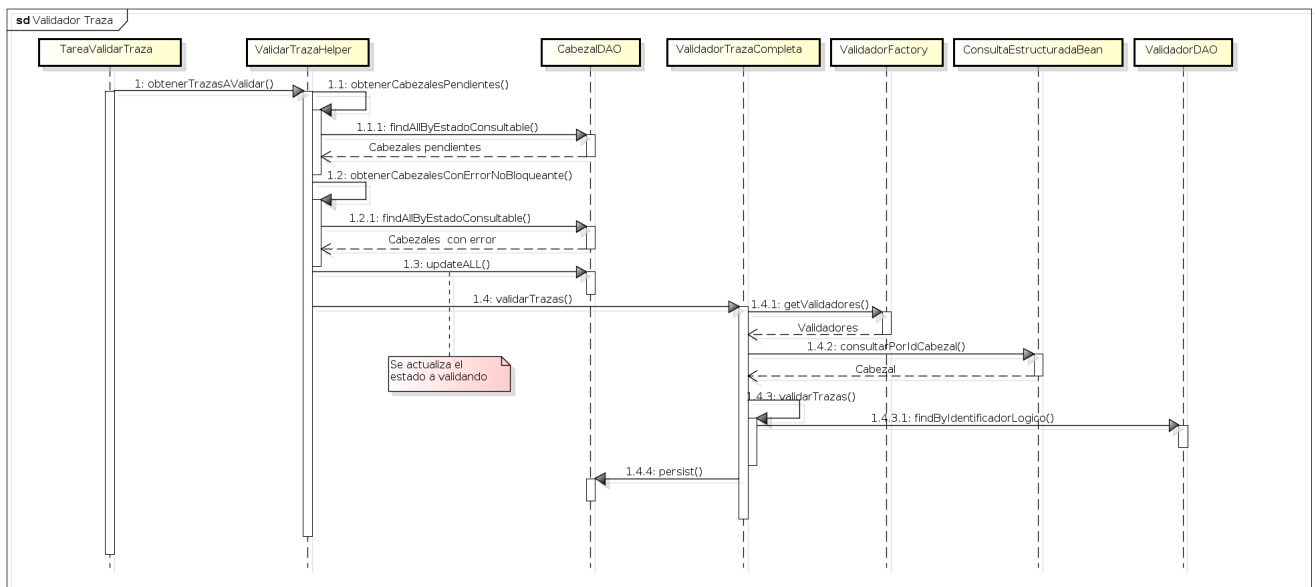 sd Validador Traza
TareaValidarTraza
ValidarTrazaHelper
CabezalDAO
ValidadorTrazaCompleta
ValidadorFactory
ConsultaEstructuradaBean
ValidadorDAO
1: obtenerTrazasAValidar()
1.1: obtenerCabezalesPendientes()
1.1.1: findAllByEstadoConsultable()
Cabezales pendientes
1.2: obtenerCabezalesConErrorNoBloqueante()
1.2.1: findAllByEstadoConsultable()
Cabezales con error
1.3: updateALL()
1.4: validarTrazas()
1.4.1: getValidadores()
Validadores
1.4.2: consultarPorIdCabezal()
Se actualiza el
estado a validando
Cabezal
1.4.3: validarTrazas()
1.4.3.1: findByIdentificadorLogico()
1.4.4: persist()